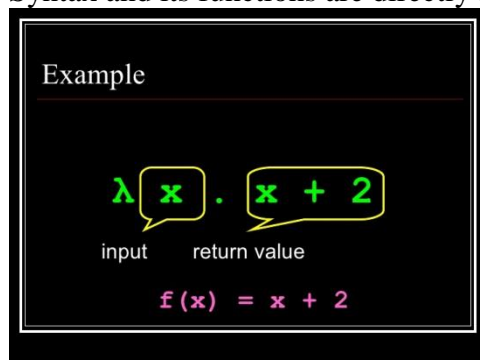 Syntax and its functions are directly
Example
λ x . x + 2
input return value
f(x) = x + 2